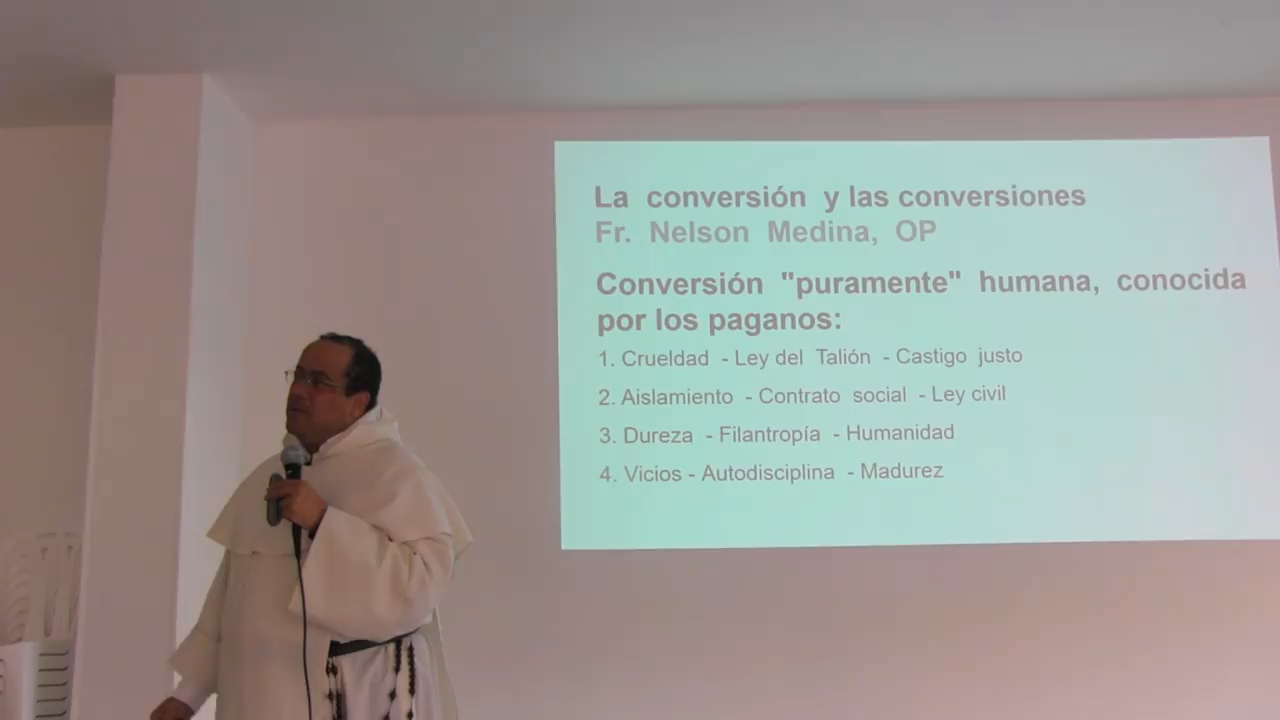 La conversión y las conversiones
Fr. Nelson Medina, OP
Conversión "puramente" humana, conocida
por los paganos:
1. Crueldad - Ley del Talión - Castigo justo
2. Aislamiento - Contrato social - Ley civil
3. Dureza - Filantropía - Humanidad
4. Vicios - Autodisciplina - Madurez